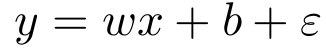 y = wx + b + ε